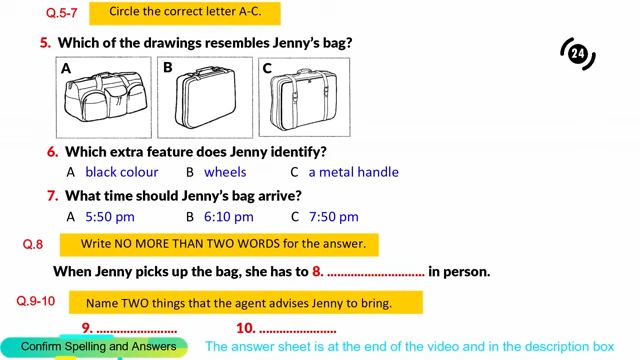 Q.5-7 Circle the correct letter A-C.
24
5. Which of the drawings resembles Jenny's bag?
A B C
6. Which extra feature does Jenny identify?
A black colour B wheels C a metal handle
7. What time should Jenny's bag arrive?
A 5:50 pm B 6:10 pm C 7:50 pm
Q.8 Write NO MORE THAN TWO WORDS for the answer.
When Jenny picks up the bag, she has to 8. ............................. in person.
Q.9-10 Name TWO things that the agent advises Jenny to bring.
9. ........................ 10. .......................
Confirm Spelling and Answers The answer sheet is at the end of the video and in the description box